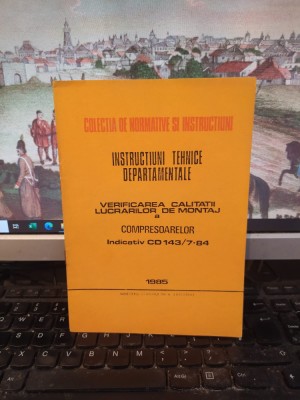 COLECTIA DE NORMATIVE SI INSTRUCTIUNI
INSTRUCTIUNI TEHNICE
DEPARTAMENTALE
VERIFICAREA CALITATII
LUCRARILOR DE MONTAJ
a
COMPRESOARELOR
Indicativ CD 143/7-84
1985